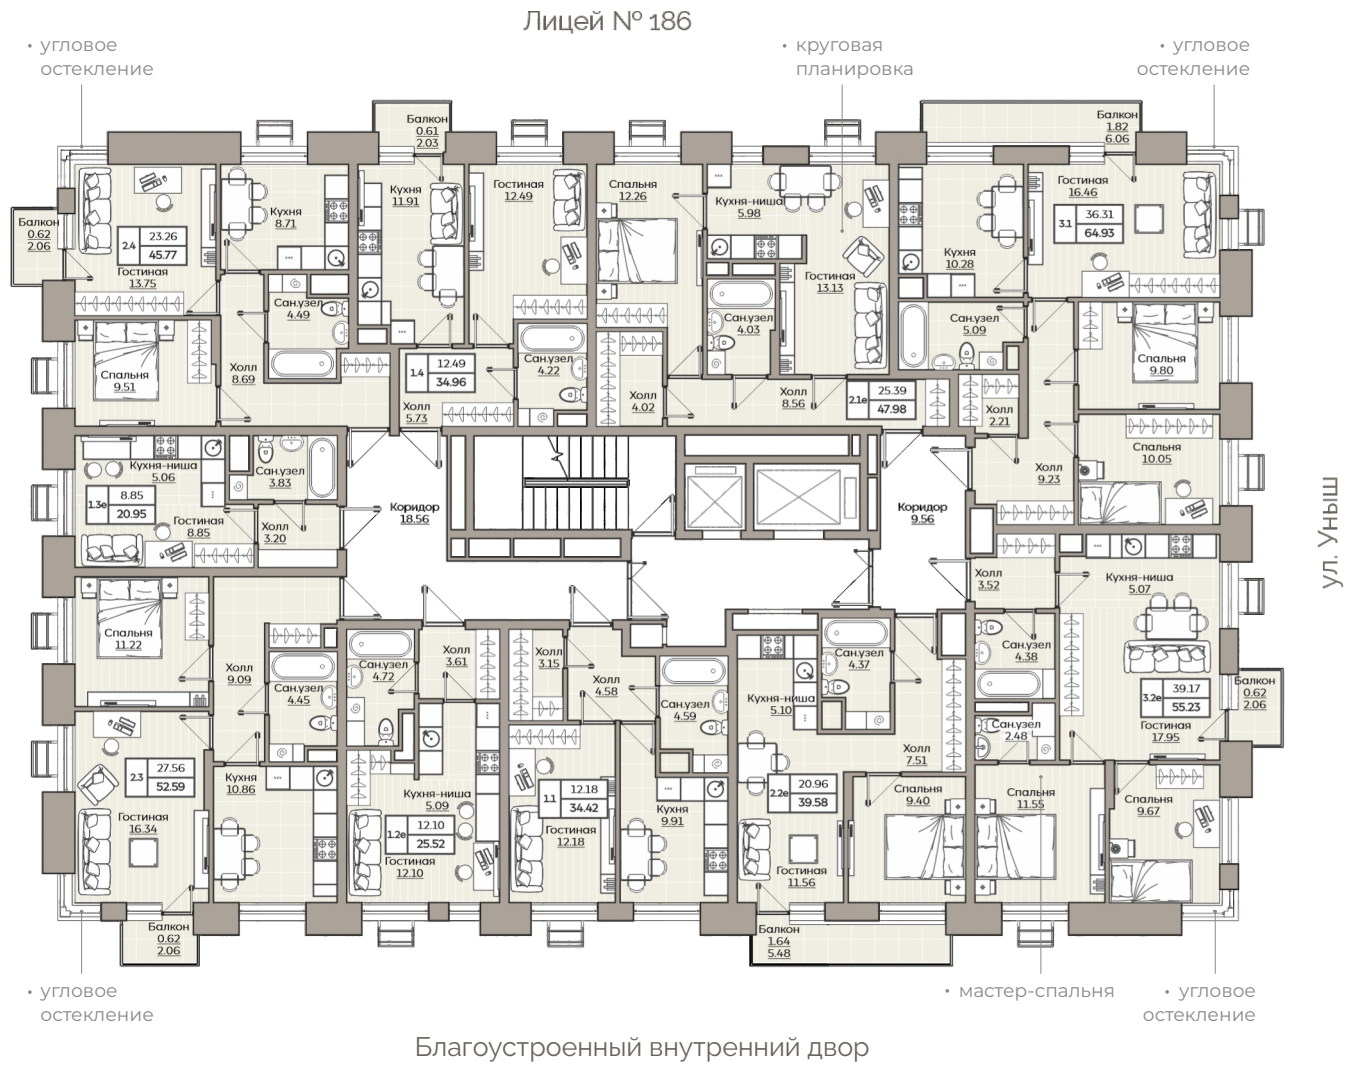 Лицей № 186
• угловое
остекление
• круговая
планировка
• угловое
остекление
Балкон
0.61
2.03
Балкон
1.82
6.06
Балкон
0.62
2.06
2.4
23.26
45.77
Гостиная
13.75
Кухня
8.71
Сан.узел
4.49
Спальня
9.51
Холл
8.69
Кухня
11.91
Гостиная
12.49
1.4
12.49
34.96
Сан.узел
4.22
Холл
5.73
Спальня
12.26
Кухня-ниша
5.98
Гостиная
13.13
Сан.узел
4.03
Холл
4.02
Холл
8.56
2.1е
25.39
47.98
Кухня
10.28
Гостиная
16.46
3.1
36.31
64.93
Сан.узел
5.09
Спальня
9.80
Холл
2.21
Спальня
10.05
Холл
9.23
Кухня-ниша
5.06
Сан.узел
3.83
1.3е
8.85
20.95
Гостиная
8.85
Холл
3.20
Коридор
18.56
Коридор
9.56
ул. Уныш
Холл
3.52
Кухня-ниша
5.07
Сан.узел
4.38
3.2е
39.17
55.23
Балкон
0.62
2.06
Гостиная
17.95
Сан.узел
2.48
Спальня
11.22
Холл
9.09
Сан.узел
4.45
2.3
27.56
52.59
Гостиная
16.34
Кухня
10.86
Сан.узел
4.72
Холл
3.61
Кухня-ниша
5.09
1.2е
12.10
25.52
Гостиная
12.10
Холл
3.15
Холл
4.58
Сан.узел
4.59
1.1
12.18
34.42
Гостиная
12.18
Кухня
9.91
Сан.узел
4.37
Кухня-ниша
5.10
Холл
7.51
2.2е
20.96
39.58
Гостиная
11.56
Спальня
9.40
Спальня
11.55
Спальня
9.67
Балкон
0.62
2.06
Балкон
1.64
5.48
• угловое
остекление
• мастер-спальня
• угловое
остекление
Благоустроенный внутренний двор